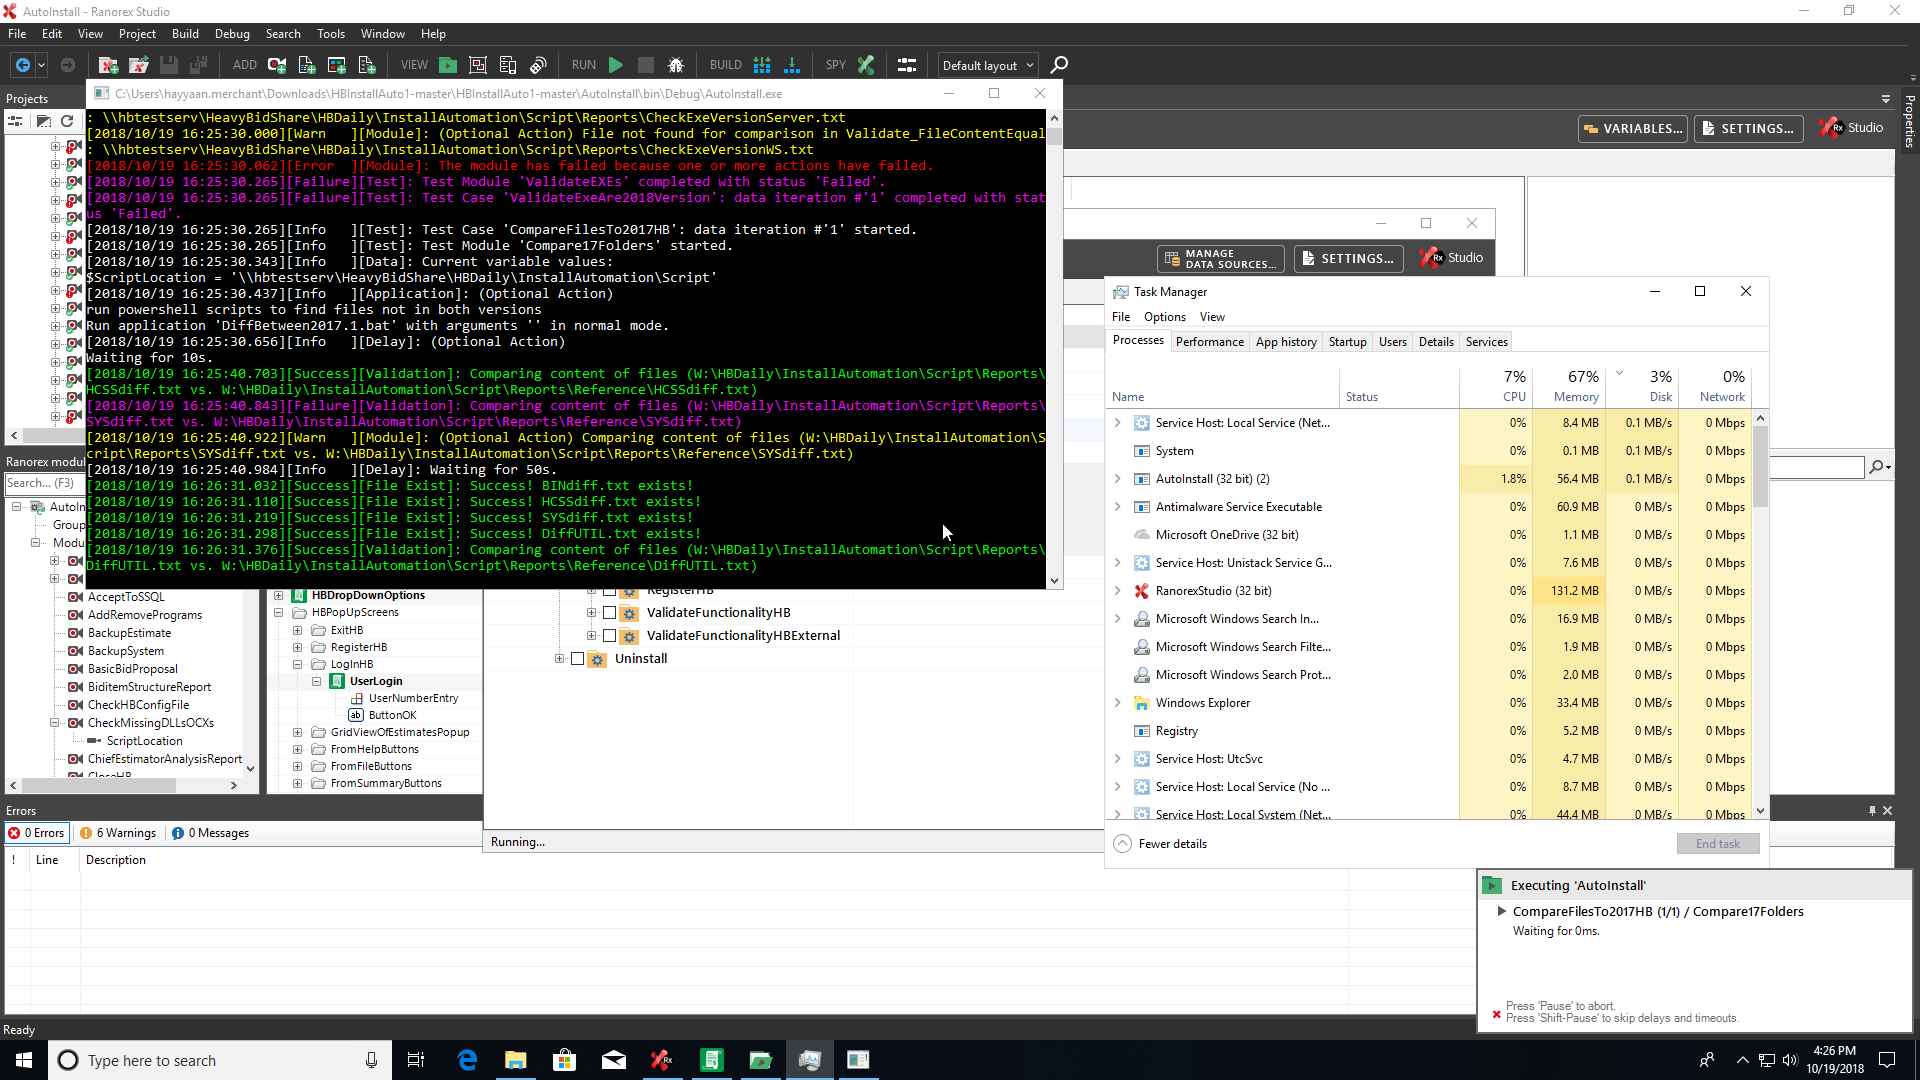 AutoInstall - Ranorex Studio
File Edit View Project Build Debug Search Tools Window Help
ADD VIEW RUN BUILD SPY Default layout
Projects
C:\Users\hayyaan.merchant\Downloads\HBInstallAuto1-master\HBInstallAuto1-master\AutoInstall\bin\Debug\AutoInstall.exe
: \\hbtestserv\HeavyBidShare\HBDaily\InstallAutomation\Script\Reports\CheckExeVersionServer.txt
[2018/10/19 16:25:30.000][Warn   ][Module]: (Optional Action) File not found for comparison in Validate_FileContentEqual
: \\hbtestserv\HeavyBidShare\HBDaily\InstallAutomation\Script\Reports\CheckExeVersionWS.txt
[2018/10/19 16:25:30.062][Error  ][Module]: The module has failed because one or more actions have failed.
[2018/10/19 16:25:30.265][Failure][Test]: Test Module 'ValidateEXEs' completed with status 'Failed'.
[2018/10/19 16:25:30.265][Failure][Test]: Test Case 'ValidateExeAre2018Version': data iteration #'1' completed with stat
us 'Failed'.
[2018/10/19 16:25:30.265][Info   ][Test]: Test Case 'CompareFilesTo2017HB': data iteration #'1' started.
[2018/10/19 16:25:30.265][Info   ][Test]: Test Module 'Compare17Folders' started.
[2018/10/19 16:25:30.343][Info   ][Data]: Current variable values:
$ScriptLocation = '\\hbtestserv\HeavyBidShare\HBDaily\InstallAutomation\Script'
[2018/10/19 16:25:30.437][Info   ][Application]: (Optional Action)
run powershell scripts to find files not in both versions
Run application 'DiffBetween2017.1.bat' with arguments '' in normal mode.
[2018/10/19 16:25:30.656][Info   ][Delay]: (Optional Action)
Waiting for 10s.
[2018/10/19 16:25:40.703][Success][Validation]: Comparing content of files (W:\HBDaily\InstallAutomation\Script\Reports\
HCSSdiff.txt vs. W:\HBDaily\InstallAutomation\Script\Reports\Reference\HCSSdiff.txt)
[2018/10/19 16:25:40.843][Failure][Validation]: Comparing content of files (W:\HBDaily\InstallAutomation\Script\Reports\
SYSdiff.txt vs. W:\HBDaily\InstallAutomation\Script\Reports\Reference\SYSdiff.txt)
[2018/10/19 16:25:40.922][Warn   ][Module]: (Optional Action) Comparing content of files (W:\HBDaily\InstallAutomation\S
cript\Reports\SYSdiff.txt vs. W:\HBDaily\InstallAutomation\Script\Reports\Reference\SYSdiff.txt)
[2018/10/19 16:25:40.984][Info   ][Delay]: Waiting for 50s.
[2018/10/19 16:26:31.032][Success][File Exist]: Success! BINdiff.txt exists!
[2018/10/19 16:26:31.110][Success][File Exist]: Success! HCSSdiff.txt exists!
[2018/10/19 16:26:31.219][Success][File Exist]: Success! SYSdiff.txt exists!
[2018/10/19 16:26:31.298][Success][File Exist]: Success! DiffUTIL.txt exists!
[2018/10/19 16:26:31.376][Success][Validation]: Comparing content of files (W:\HBDaily\InstallAutomation\Script\Reports\
DiffUTIL.txt vs. W:\HBDaily\InstallAutomation\Script\Reports\Reference\DiffUTIL.txt)
VARIABLES... SETTINGS... Rx Studio
Properties
MANAGE
DATA SOURCES... SETTINGS... Rx Studio
Ranorex modul
Search... (F3)
AutoIn
Group
Modu
AcceptToSSQL
AddRemovePrograms
BackupEstimate
BackupSystem
BasicBidProposal
BiditemStructureReport
CheckHBConfigFile
CheckMissingDLLsOCXs
ScriptLocation
ChiefEstimatorAnalysisReport
CloseHB
HBDropDownOptions
HBPopUpScreens
ExitHB
RegisterHB
LogInHB
UserLogin
UserNumberEntry
ab ButtonOK
GridViewOfEstimatesPopup
FromHelpButtons
FromFileButtons
FromSummaryButtons
RegisterHB
ValidateFunctionalityHB
ValidateFunctionalityHBExternal
Uninstall
Running...
Task Manager
File Options View
Processes Performance App history Startup Users Details Services
7% 67% 3% 0%
Name Status CPU Memory Disk Network
Service Host: Local Service (Net... 0% 8.4 MB 0.1 MB/s 0 Mbps
System 0% 0.1 MB 0.1 MB/s 0 Mbps
AutoInstall (32 bit) (2) 1.8% 56.4 MB 0.1 MB/s 0 Mbps
Antimalware Service Executable 0% 60.9 MB 0 MB/s 0 Mbps
Microsoft OneDrive (32 bit) 0% 1.1 MB 0 MB/s 0 Mbps
Service Host: Unistack Service G... 0% 7.6 MB 0 MB/s 0 Mbps
RanorexStudio (32 bit) 0% 131.2 MB 0 MB/s 0 Mbps
Microsoft Windows Search In... 0% 16.9 MB 0 MB/s 0 Mbps
Microsoft Windows Search Filte... 0% 1.9 MB 0 MB/s 0 Mbps
Microsoft Windows Search Prot... 0% 2.0 MB 0 MB/s 0 Mbps
Windows Explorer 0% 33.4 MB 0 MB/s 0 Mbps
Registry 0% 5.2 MB 0 MB/s 0 Mbps
Service Host: UtcSvc 0% 4.7 MB 0 MB/s 0 Mbps
Service Host: Local Service (No ... 0% 8.7 MB 0 MB/s 0 Mbps
Service Host: Local System (Net... 0% 44.4 MB 0 MB/s 0 Mbps
Fewer details End task
Errors
0 Errors 6 Warnings 0 Messages
! Line Description
Executing 'AutoInstall'
CompareFilesTo2017HB (1/1) / Compare17Folders
Waiting for 0ms.
Press 'Pause' to abort.
Press 'Shift-Pause' to skip delays and timeouts.
Ready
Type here to search
4:26 PM
10/19/2018